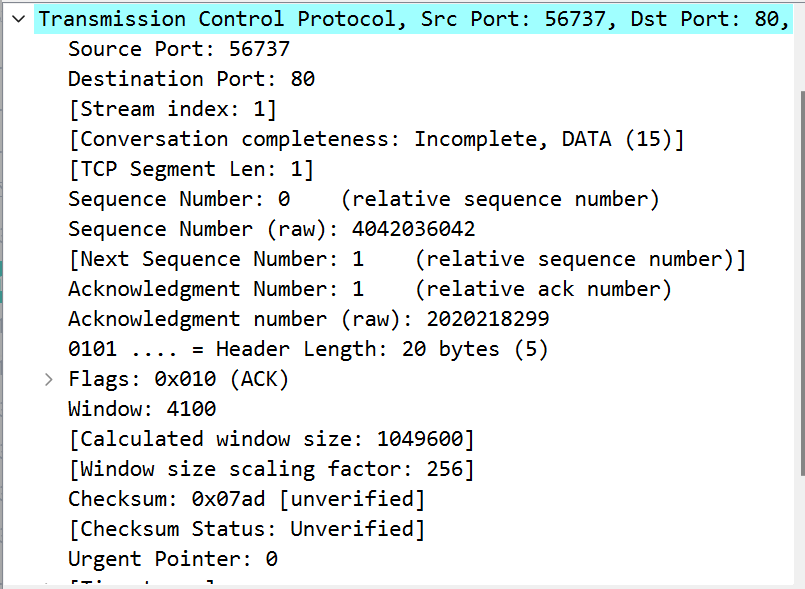 Transmission Control Protocol, Src Port: 56737, Dst Port: 80,
Source Port: 56737
Destination Port: 80
[Stream index: 1]
[Conversation completeness: Incomplete, DATA (15)]
[TCP Segment Len: 1]
Sequence Number: 0    (relative sequence number)
Sequence Number (raw): 4042036042
[Next Sequence Number: 1    (relative sequence number)]
Acknowledgment Number: 1    (relative ack number)
Acknowledgment number (raw): 2020218299
0101 .... = Header Length: 20 bytes (5)
Flags: 0x010 (ACK)
Window: 4100
[Calculated window size: 1049600]
[Window size scaling factor: 256]
Checksum: 0x07ad [unverified]
[Checksum Status: Unverified]
Urgent Pointer: 0